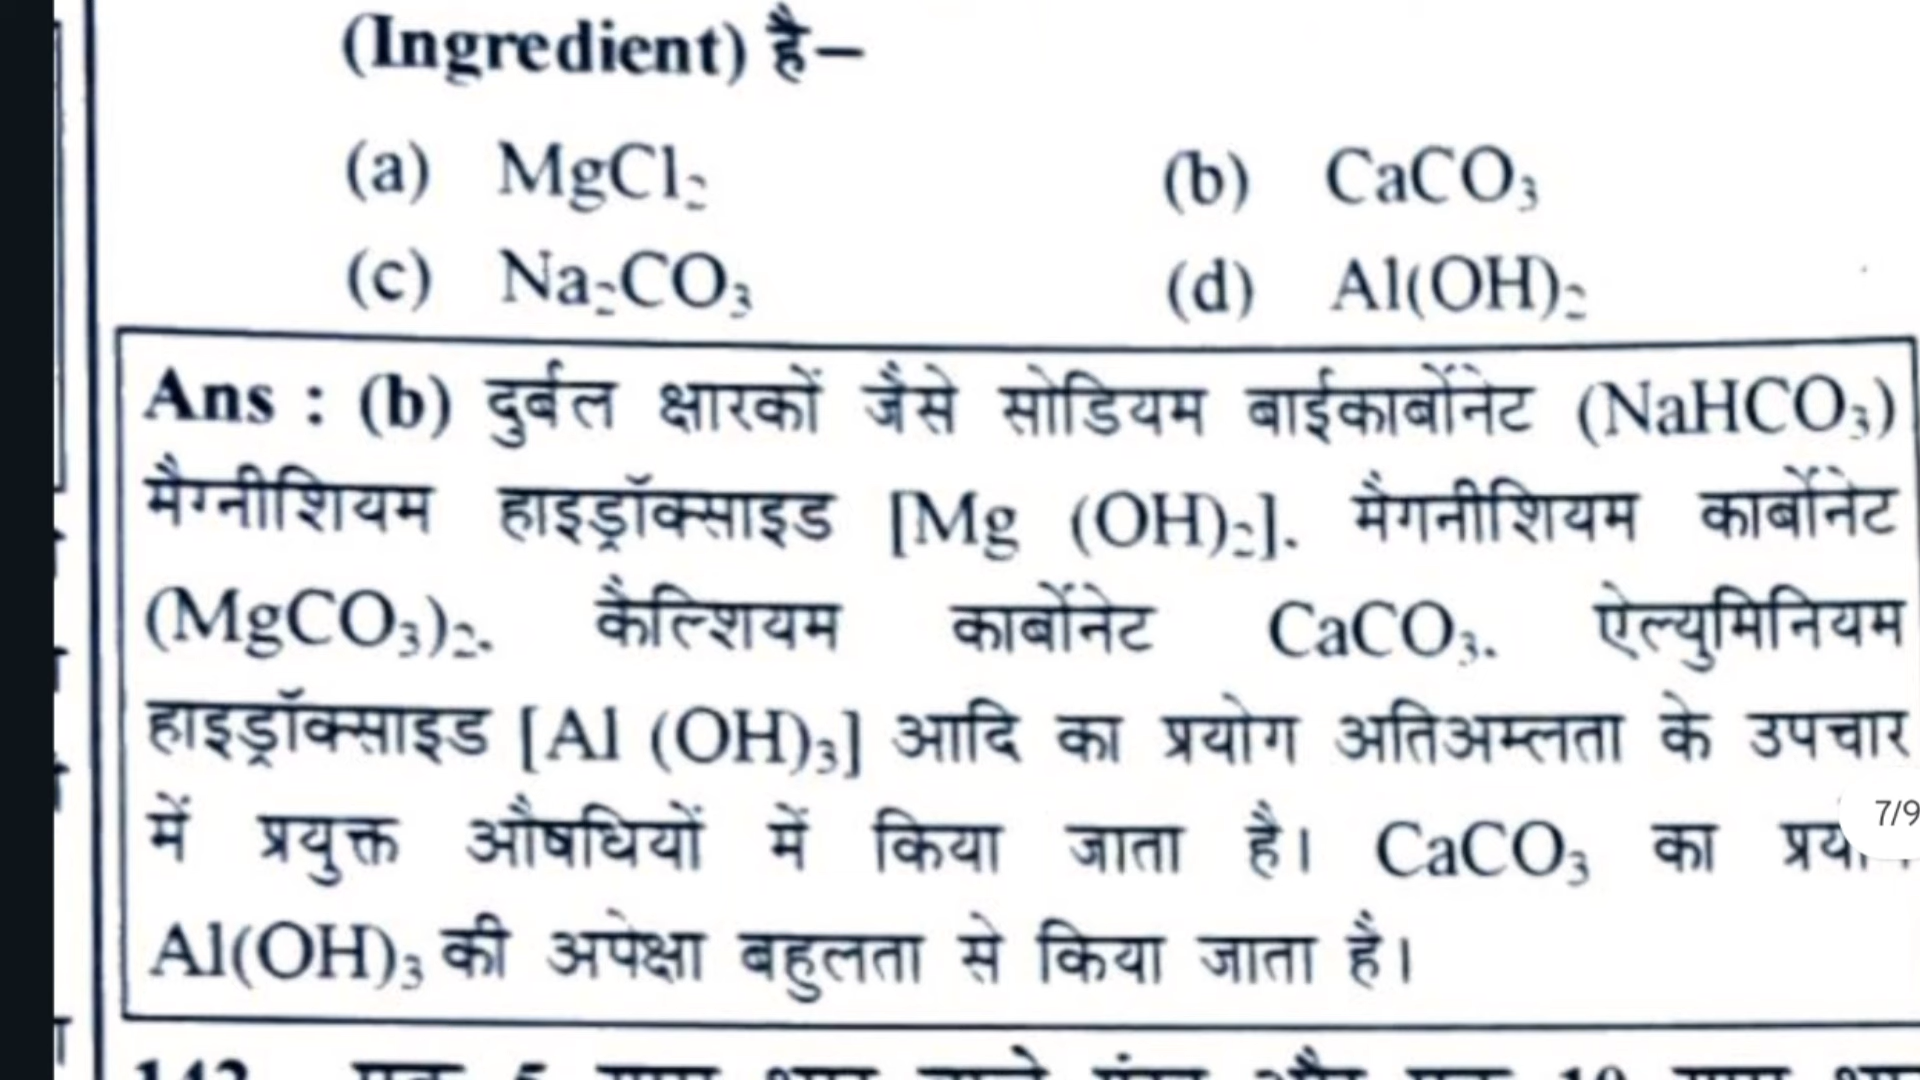 (Ingredient) है–
(a) MgCl₂ (b) CaCO₃
(c) Na₂CO₃ (d) Al(OH)₂
Ans : (b) दुर्बल क्षारकों जैसे सोडियम बाईकार्बोनेट (NaHCO₃)
मैग्नीशियम हाइड्रॉक्साइड [Mg (OH)₂]. मैगनीशियम कार्बोनेट
(MgCO₃)₂. कैल्शियम कार्बोनेट CaCO₃. ऐल्युमिनियम
हाइड्रॉक्साइड [Al (OH)₃] आदि का प्रयोग अतिअम्लता के उपचार
में प्रयुक्त औषधियों में किया जाता है। CaCO₃ का
7/9
Al(OH)₃ की अपेक्षा बहुलता से किया जाता है।